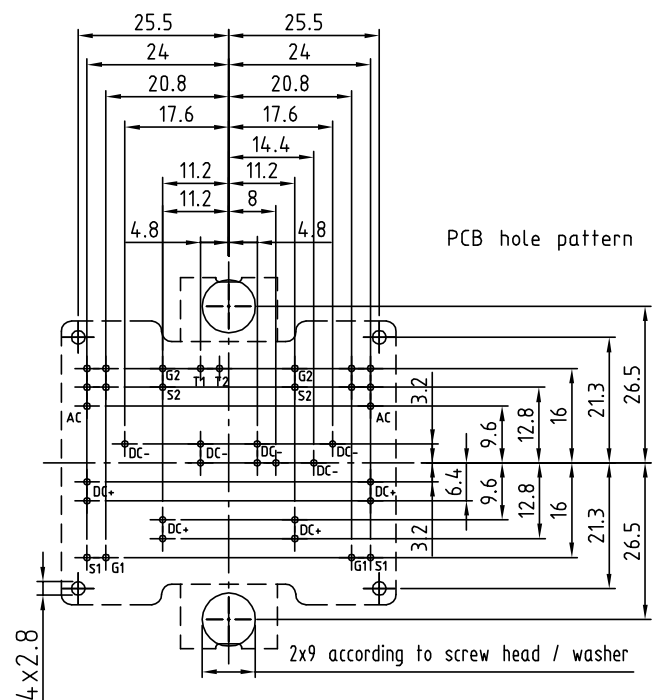 25.5 25.5
24 24
20.8 20.8
17.6 17.6
14.4
11.2 11.2
11.2 8
4.8 4.8
PCB hole pattern
G2 T1 T2 G2
S2 S2
AC AC
DC- DC- DC- DC-
DC-
DC+ DC+
DC+ DC+
S1 G1 G1 S1
3.2
9.6
12.8
16
21.3
26.5
3.2
6.4
9.6
12.8
16
21.3
26.5
4x2.8
2x9 according to screw head / washer